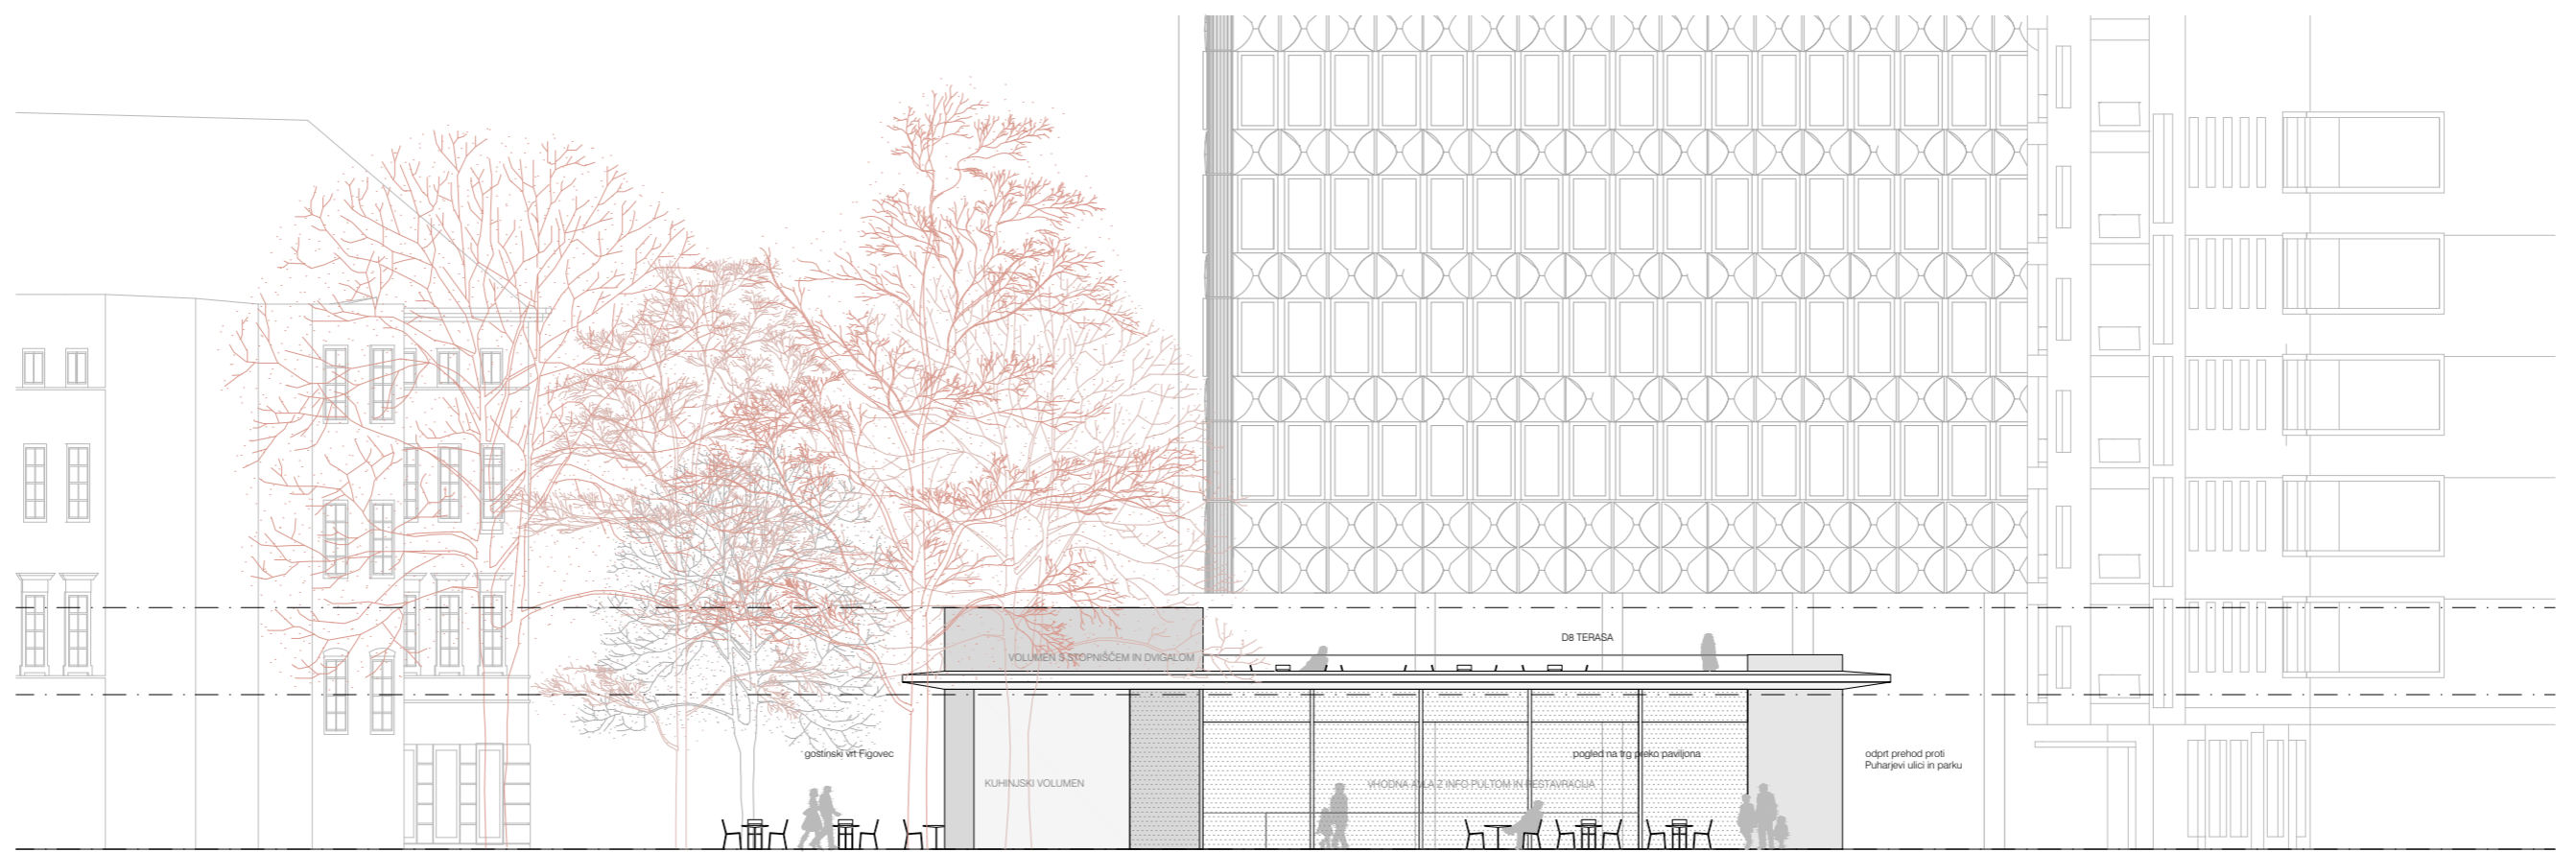 D8 TERASA
VOLUMEN S STOPNIŠČEM IN DVIGALOM
gostinski vrt Figovec
pogled na trg preko paviljona
odprt prehod proti
Puharjevi ulici in parku
KUHINJSKI VOLUMEN
VHODNA AVLA Z INFO PULTOM IN RESTAVRACIJA